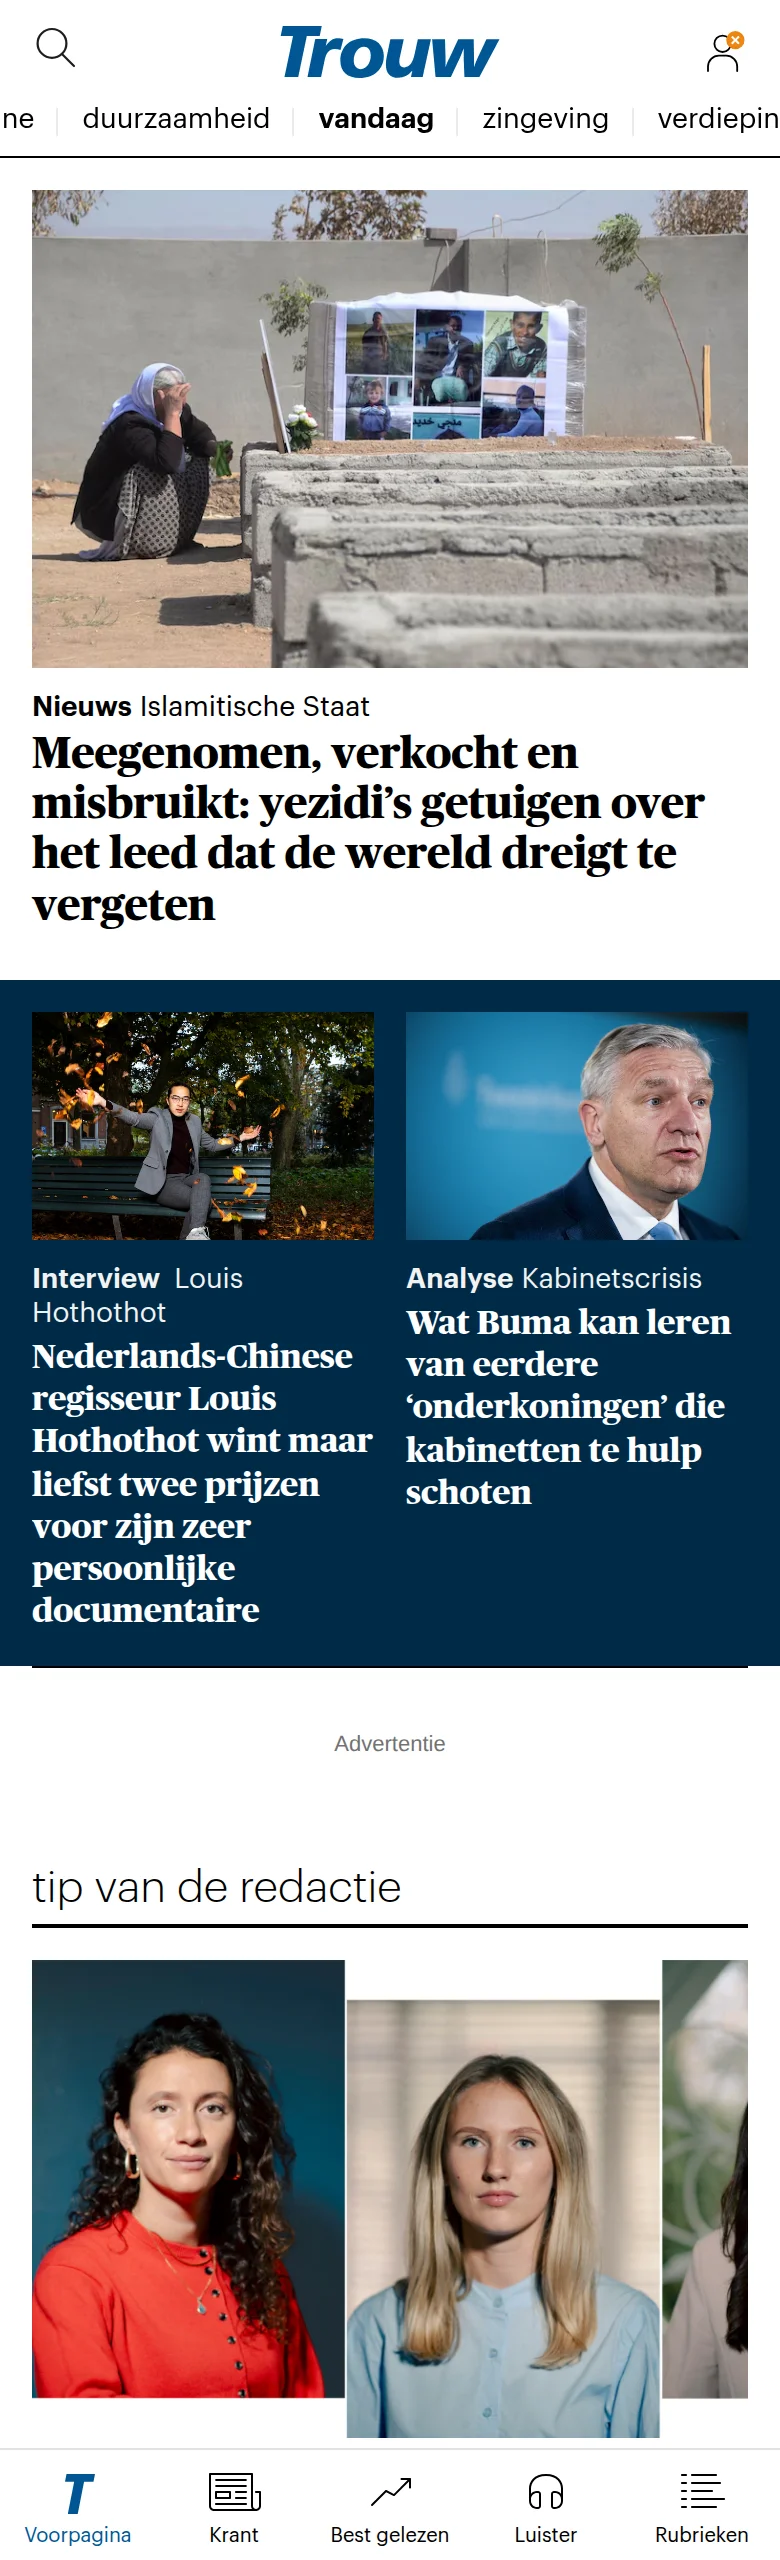 Trouw
ne
duurzaamheid
vandaag
zingeving
verdiepin
Nieuws Islamitische Staat
Meegenomen, verkocht en
misbruikt: yezidi’s getuigen over
het leed dat de wereld dreigt te
vergeten
Interview Louis
Hothothot
Nederlands-Chinese
regisseur Louis
Hothothot wint maar
liefst twee prijzen
voor zijn zeer
persoonlijke
documentaire
Analyse Kabinetscrisis
Wat Buma kan leren
van eerdere
‘onderkoningen’ die
kabinetten te hulp
schoten
Advertentie
tip van de redactie
T
Voorpagina
Krant
Best gelezen
Luister
Rubrieken